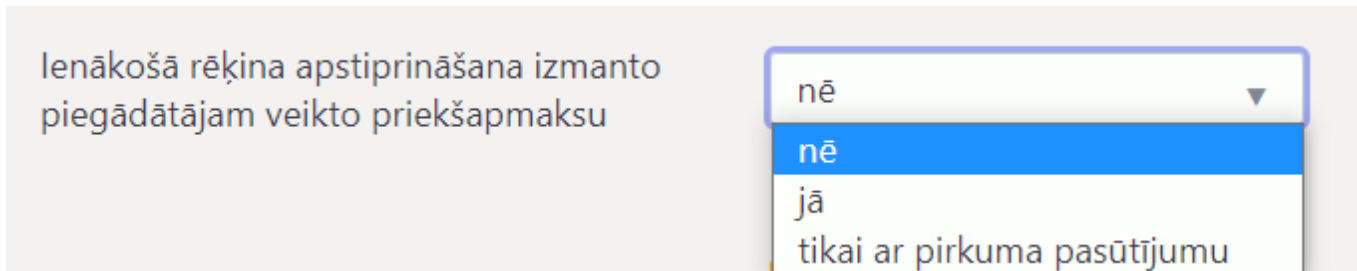 Ienākošā rēķina apstiprināšana izmanto
piegādātājam veikto priekšapmaksu
nē
nē
jā
tikai ar pirkuma pasūtījumu